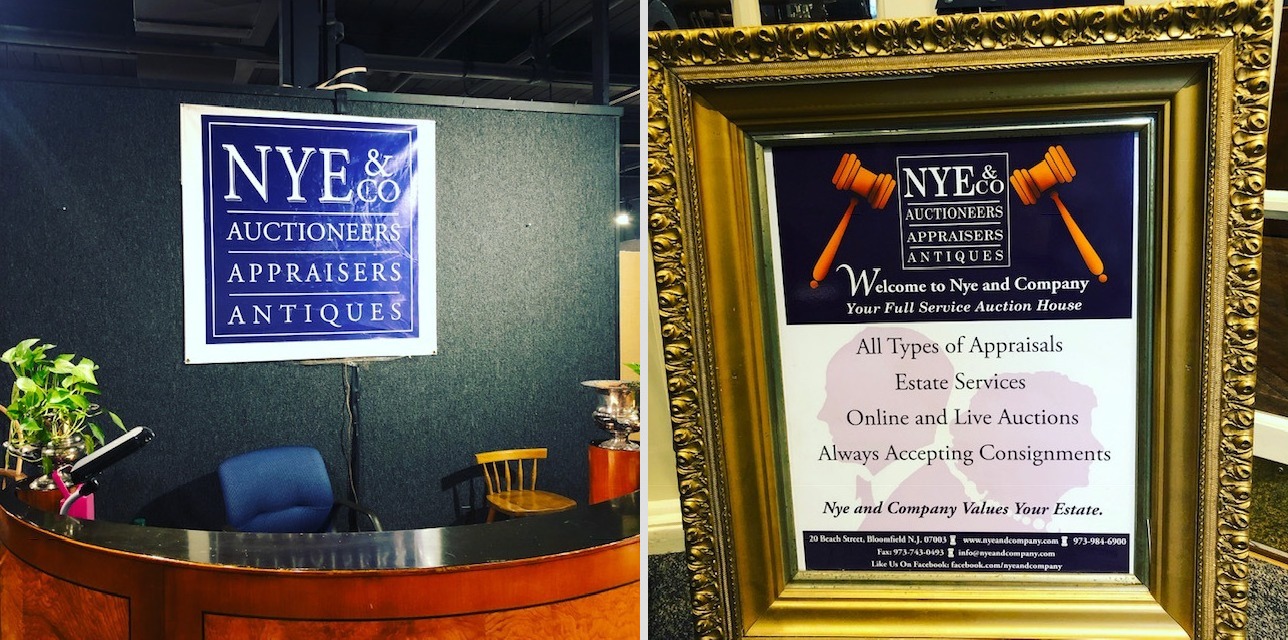 NYE &
CO
AUCTIONEERS
APPRAISERS
ANTIQUES
NYE &
CO
AUCTIONEERS
APPRAISERS
ANTIQUES
Welcome to Nye and Company
Your Full Service Auction House
All Types of Appraisals
Estate Services
Online and Live Auctions
Always Accepting Consignments
Nye and Company Values Your Estate.
20 Beach Street, Bloomfield N.J. 07003 www.nyeandcompany.com 973-984-6900
Fax: 973-743-0493 info@nyeandcompany.com
Like Us On Facebook: facebook.com/nyeandcompany